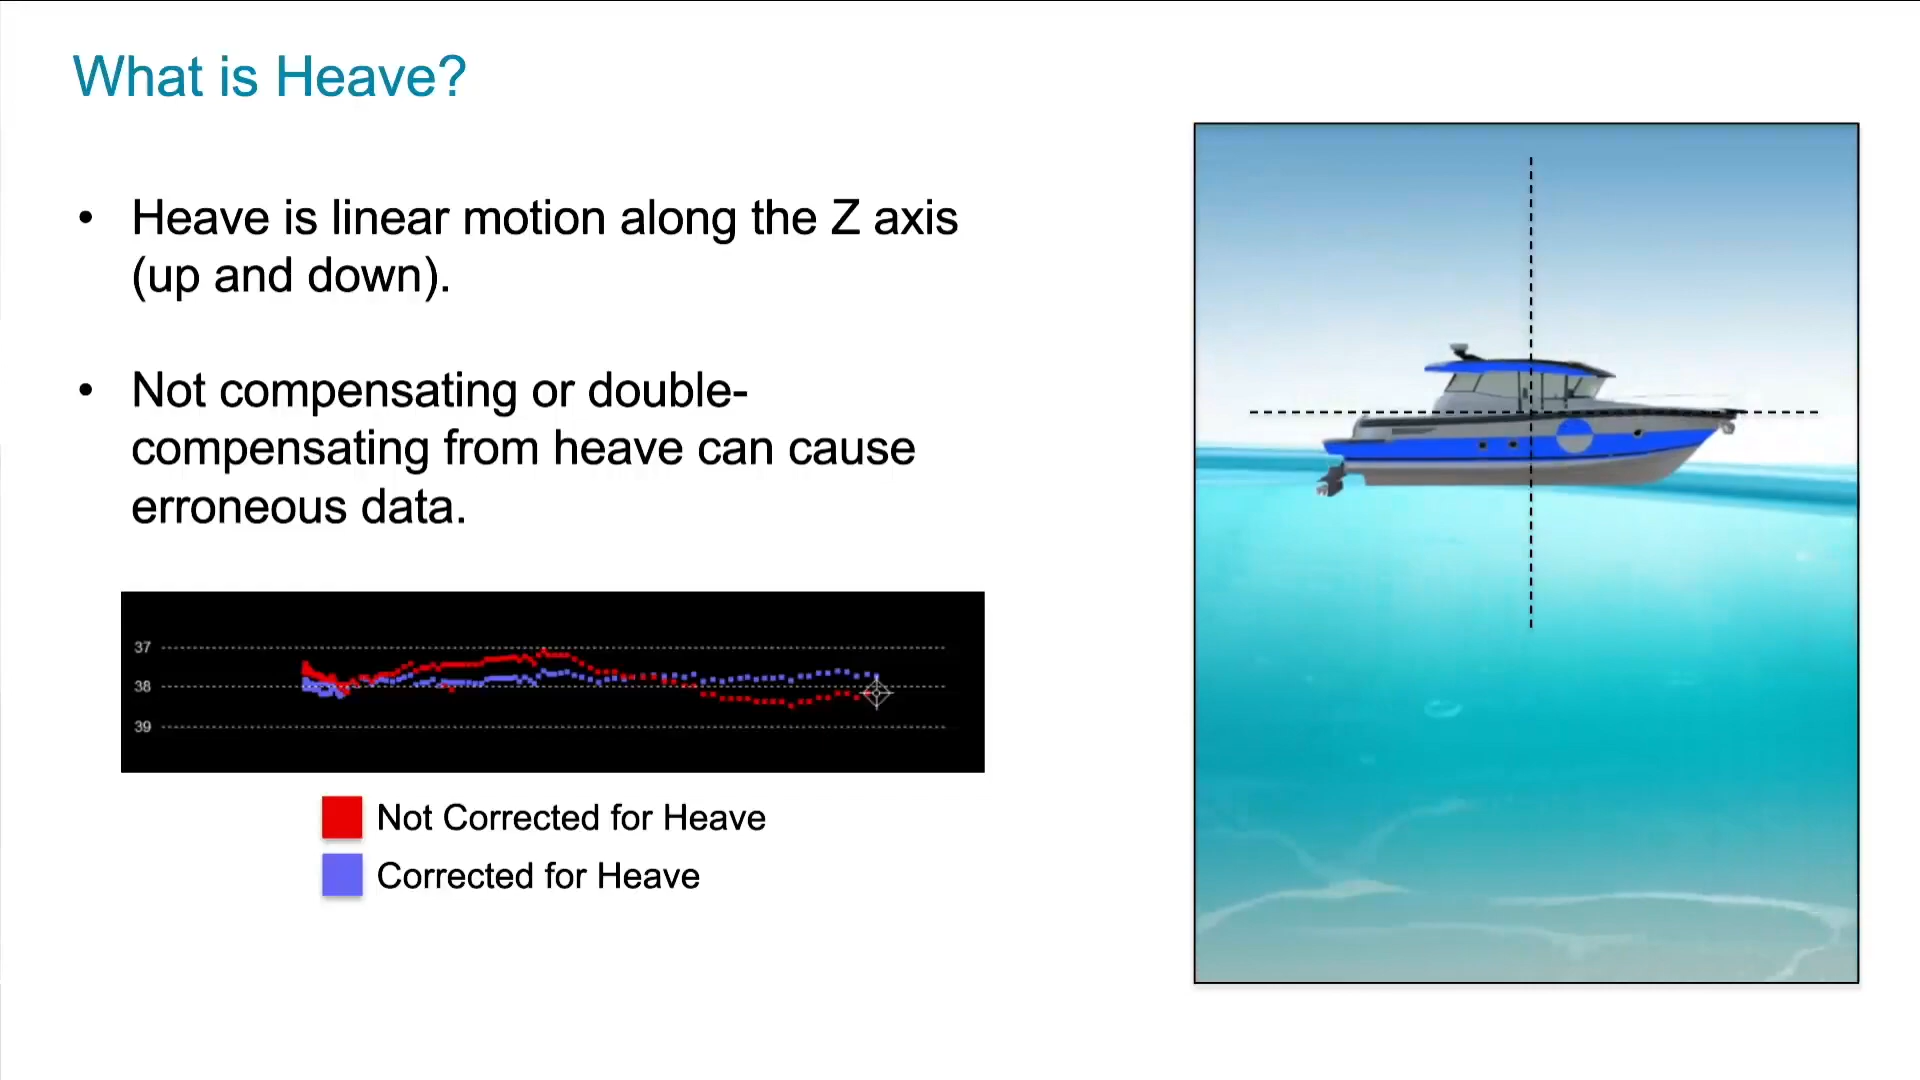 What is Heave?
• Heave is linear motion along the Z axis
(up and down).
• Not compensating or double-
compensating from heave can cause
erroneous data.
37
38
39
Not Corrected for Heave
Corrected for Heave